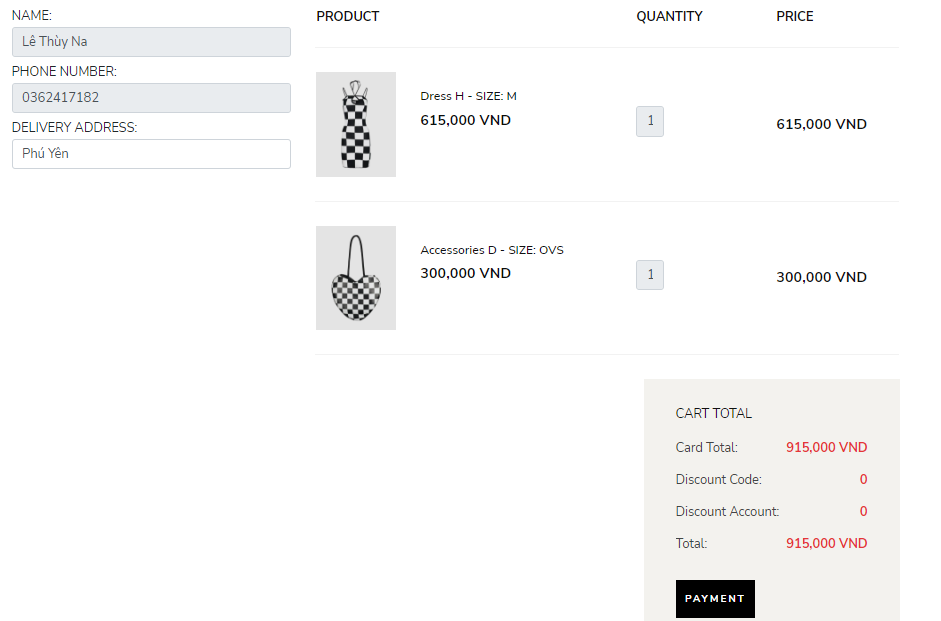 NAME:
Lê Thùy Na
PHONE NUMBER:
0362417182
DELIVERY ADDRESS:
Phú Yên
PRODUCT QUANTITY PRICE
Dress H - SIZE: M
615,000 VND 1 615,000 VND
Accessories D - SIZE: OVS
300,000 VND 1 300,000 VND
CART TOTAL
Card Total: 915,000 VND
Discount Code: 0
Discount Account: 0
Total: 915,000 VND
PAYMENT